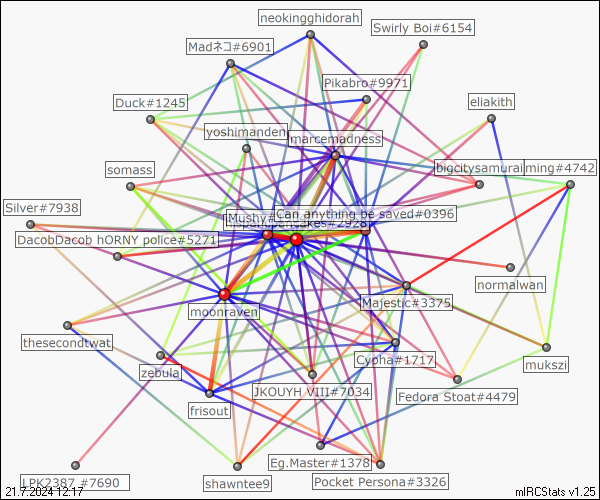 neokingghidorah
Swirly Boi#6154
Madネコ#6901
Pikabro#9971
Duck#1245
eliakith
yoshimanden
marcemadness
somass
bigcitysamurai
ming#4742
Silver#7938
Mushy#
Can anything be saved#0396
pancakes#2928
DacobDacob hORNY police#5271
normalwan
moonraven
Majestic#3375
thesecondtwat
Cypha#1717
mukszi
zebula
JKOUYH VIII#7034
Fedora Stoat#4479
frisout
Eg.Master#1378
LPK2387 #7690
shawntee9
Pocket Persona#3326
21.7.2024 12.17
mIRCStats v1.25